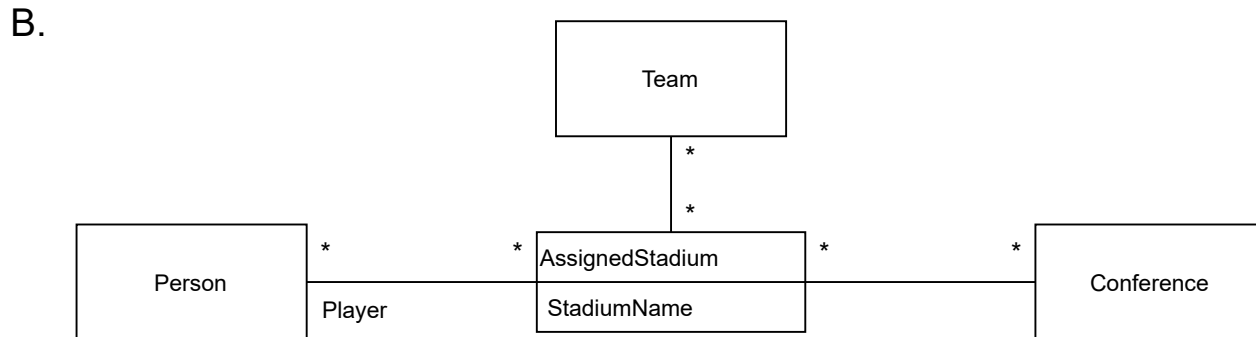 B.
Team
*
*
* * AssignedStadium * *
Person Conference
Player StadiumName